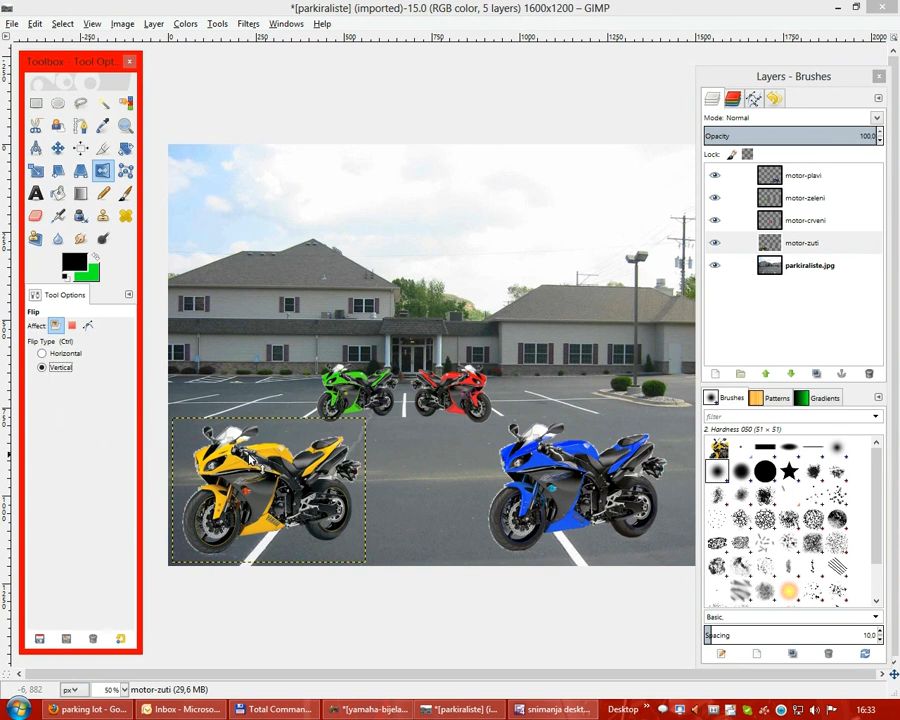 *[parkiraliste] (imported)-15.0 (RGB color, 5 layers) 1600x1200 – GIMP
File Edit Select View Image Layer Colors Tools Filters Windows Help
Toolbox - Tool Opt..
Layers - Brushes
Mode: Normal
Opacity 100,0
Lock:
motor-plavi
motor-zeleni
motor-crveni
motor-zuti
parkiraliste.jpg
Tool Options
Flip
Affect:
Flip Type (Ctrl)
Horizontal
Vertical
Brushes Patterns Gradients
filter
2. Hardness 050 (51 × 51)
Basic,
Spacing 10,0
-6, 882 px 50 % motor-zuti (29,6 MB)
parking lot - Go... Inbox - Microso... Total Comman... *[yamaha-bijela... *[parkiraliste] (i... snimanja deskt... Desktop 16:33